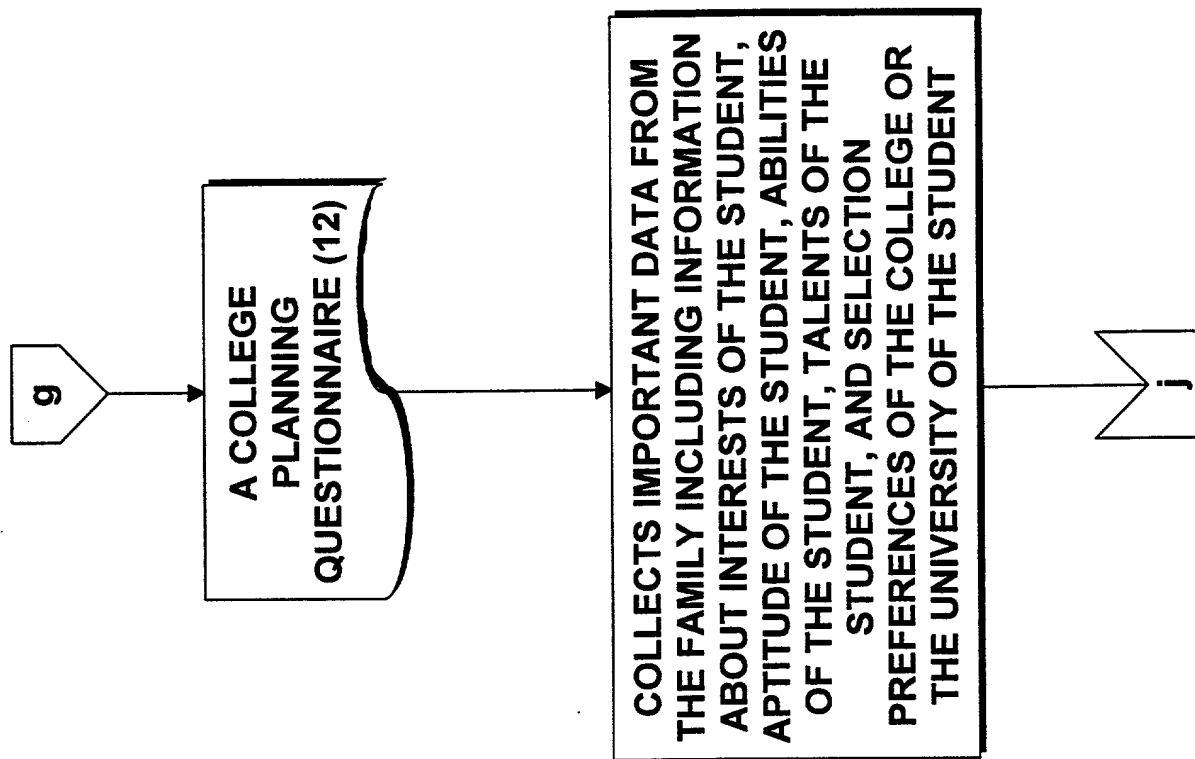 g
A COLLEGE
PLANNING
QUESTIONNAIRE (12)
COLLECTS IMPORTANT DATA FROM
THE FAMILY INCLUDING INFORMATION
ABOUT INTERESTS OF THE STUDENT,
APTITUDE OF THE STUDENT, ABILITIES
OF THE STUDENT, TALENTS OF THE
STUDENT, AND SELECTION
PREFERENCES OF THE COLLEGE OR
THE UNIVERSITY OF THE STUDENT
j